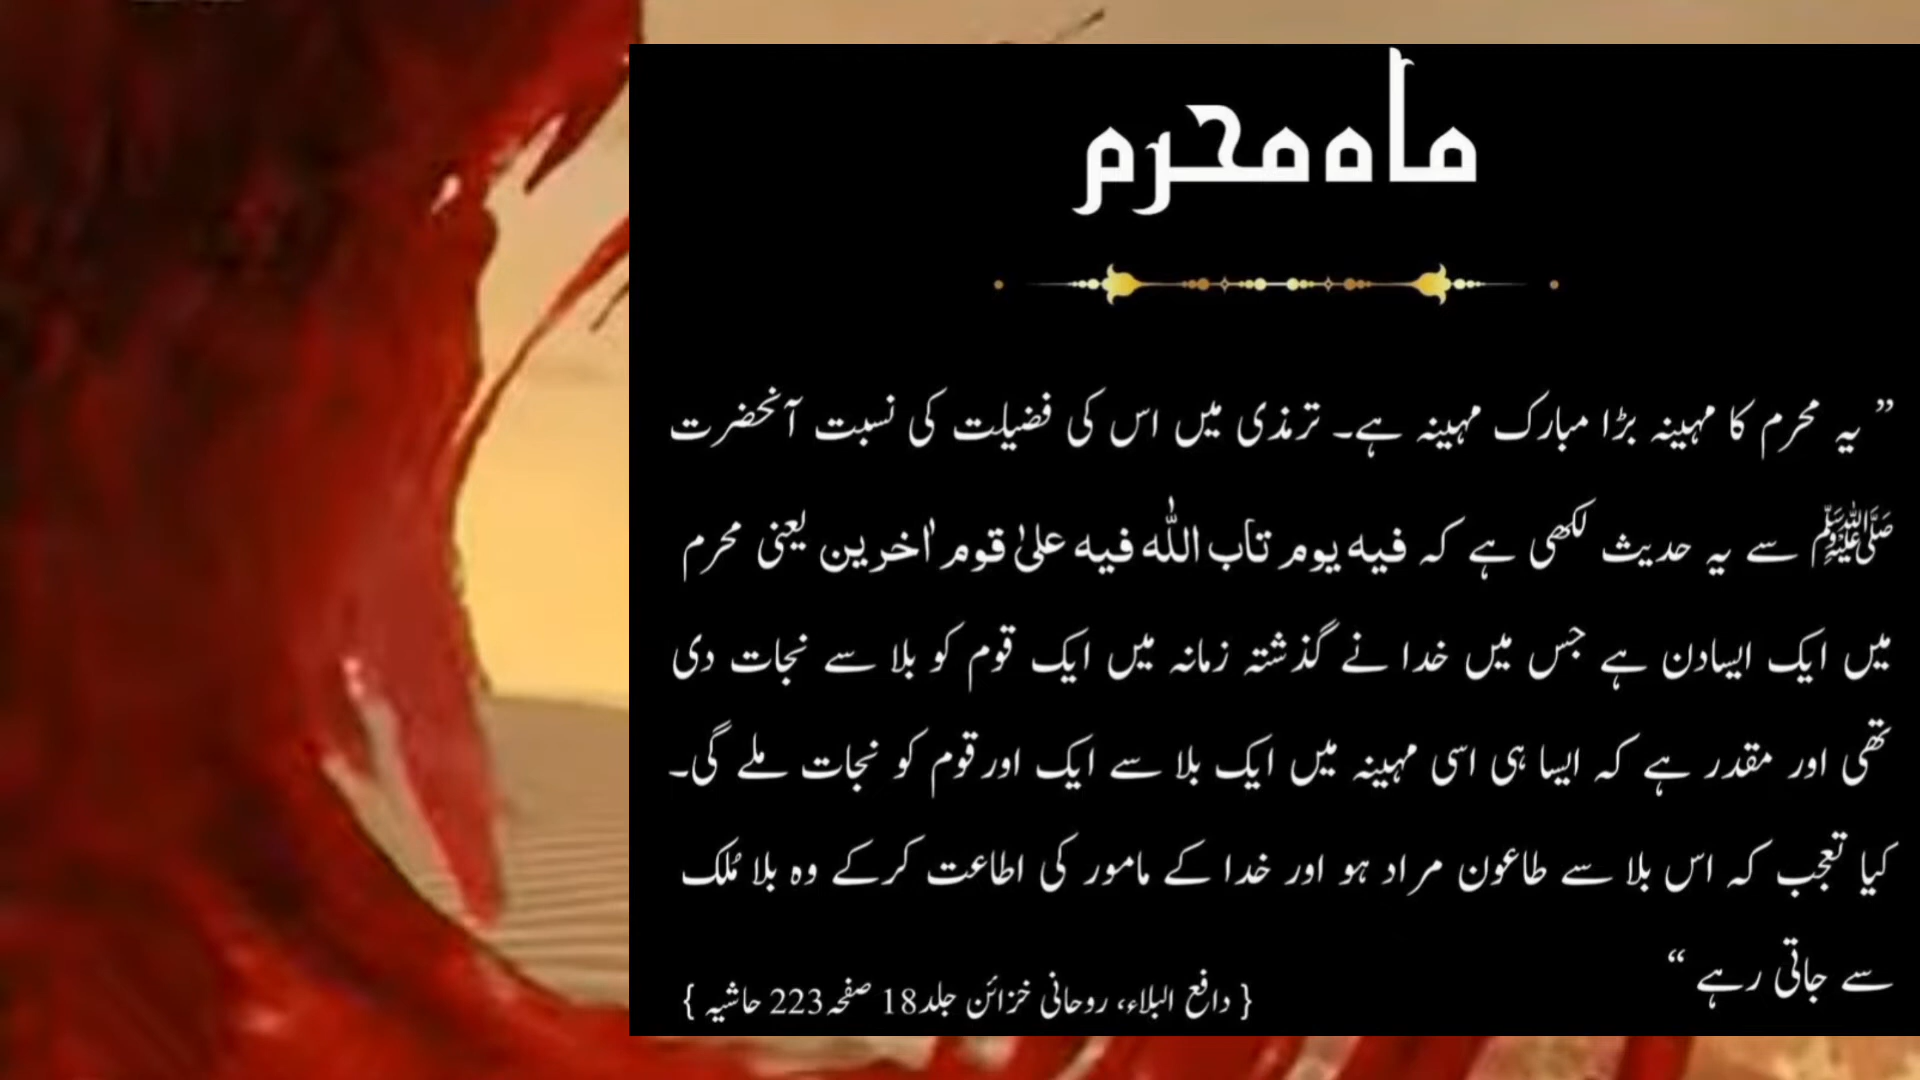 ماہ محرم
” یہ محرم کا مہینہ بڑا مبارک مہینہ ہے۔ ترمذی میں اس کی فضیلت کی نسبت آنحضرت
ﷺ سے یہ حدیث لکھی ہے کہ فیہ یوم تاب اللّٰہ فیہ علیٰ قوم اٰخرین یعنی محرم
میں ایک ایسادن ہے جس میں خدا نے گذشتہ زمانہ میں ایک قوم کو بلا سے نجات دی
تھی اور مقدر ہے کہ ایسا ہی اسی مہینہ میں ایک بلا سے ایک اور قوم کو نجات ملے گی۔
کیا تعجب کہ اس بلا سے طاعون مراد ہو اور خدا کے مامور کی اطاعت کرکے وہ بلا مُلک
سے جاتی رہے “
{ دافع البلاء، روحانی خزائن جلد18 صفحہ223 حاشیہ }